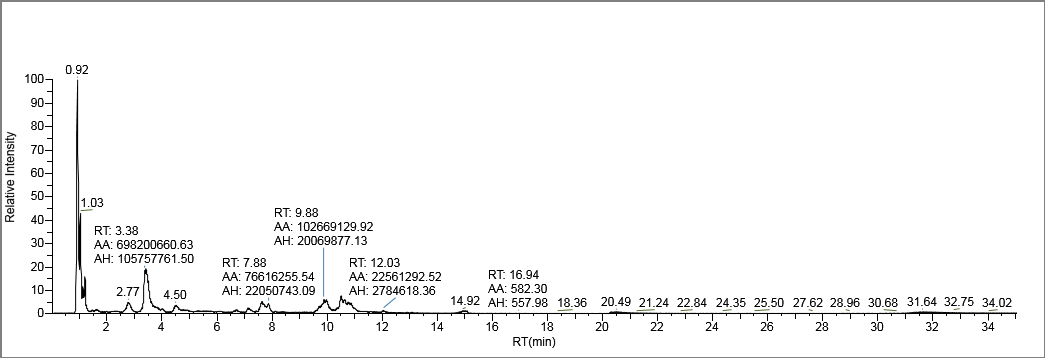 0.92
100
90
80
70
60
50
40
30
20
10
0
Relative Intensity
1.03
RT: 3.38
AA: 698200660.63
AH: 105757761.50
2.77
4.50
RT: 7.88
AA: 76616255.54
AH: 22050743.09
RT: 9.88
AA: 102669129.92
AH: 20069877.13
RT: 12.03
AA: 22561292.52
AH: 2784618.36
14.92
RT: 16.94
AA: 582.30
AH: 557.98
18.36 20.49 21.24 22.84 24.35 25.50 27.62 28.96 30.68 31.64 32.75 34.02
2 4 6 8 10 12 14 16 18 20 22 24 26 28 30 32 34
RT(min)